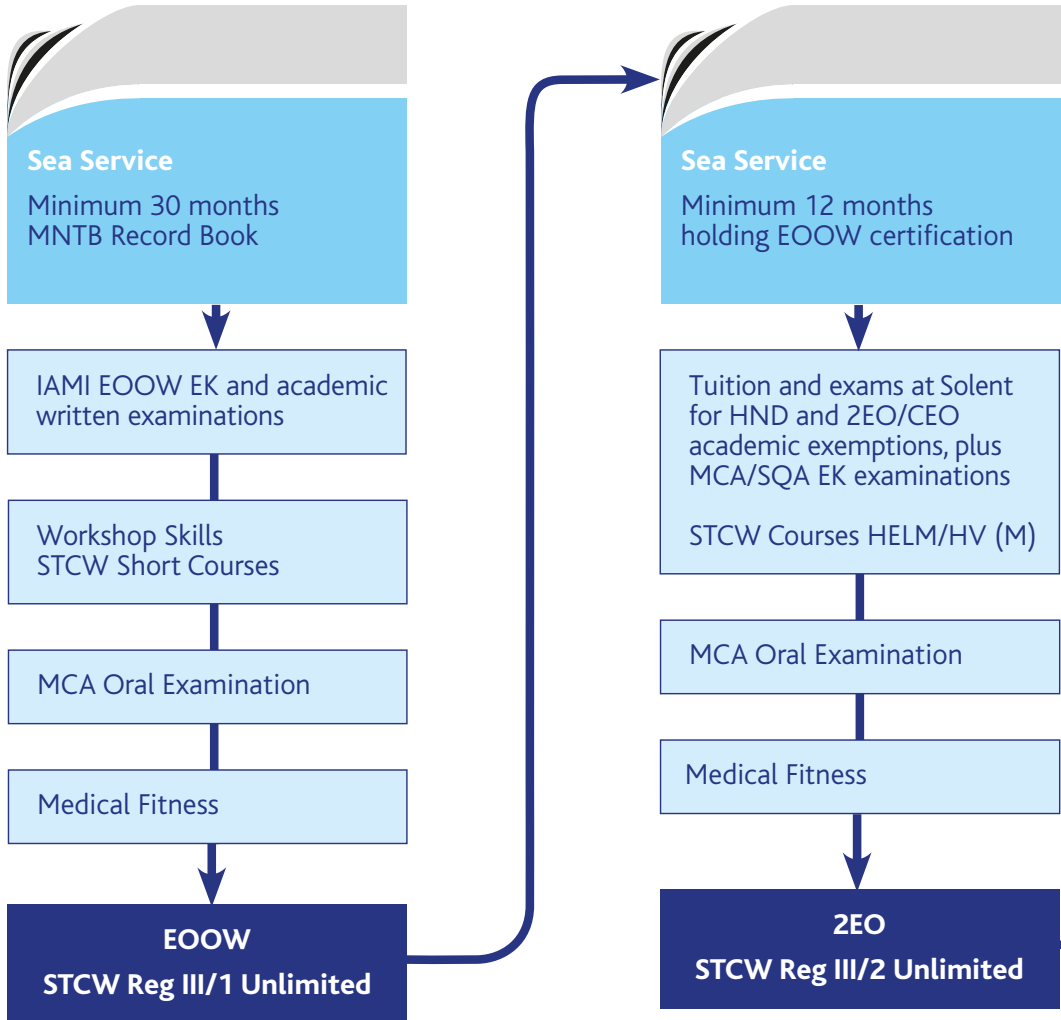 Sea Service
Minimum 30 months
MNTB Record Book
IAMI EOOW EK and academic
written examinations
Workshop Skills
STCW Short Courses
MCA Oral Examination
Medical Fitness
EOOW
STCW Reg III/1 Unlimited
Sea Service
Minimum 12 months
holding EOOW certification
Tuition and exams at Solent
for HND and 2EO/CEO
academic exemptions, plus
MCA/SQA EK examinations
STCW Courses HELM/HV (M)
MCA Oral Examination
Medical Fitness
2EO
STCW Reg III/2 Unlimited